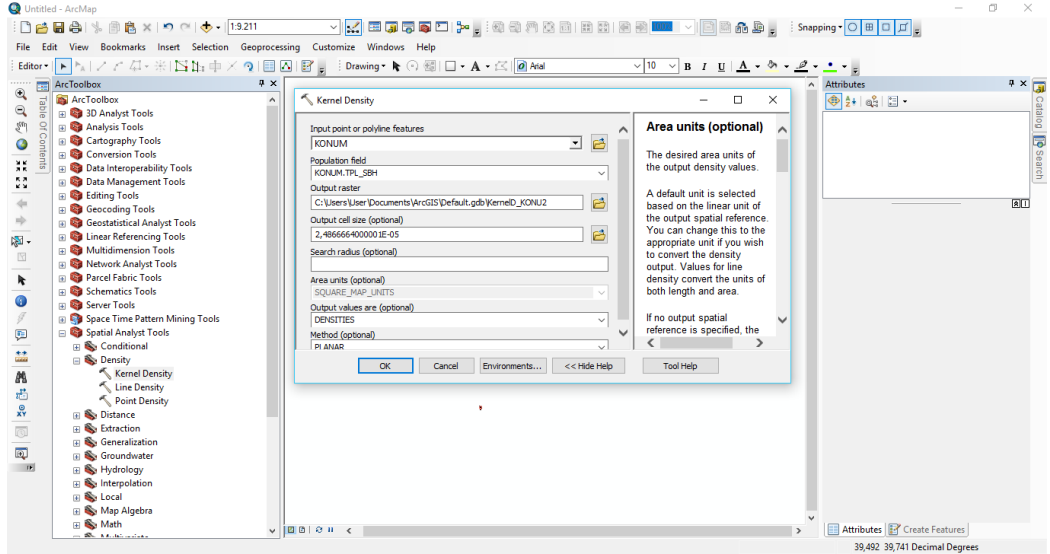 Untitled - ArcMap
1:9.211
Snapping
File Edit View Bookmarks Insert Selection Geoprocessing Customize Windows Help
Editor
Drawing
A
Arial
10
B I U A
ArcToolbox
ArcToolbox
3D Analyst Tools
Analysis Tools
Cartography Tools
Conversion Tools
Data Interoperability Tools
Data Management Tools
Editing Tools
Geocoding Tools
Geostatistical Analyst Tools
Linear Referencing Tools
Multidimension Tools
Network Analyst Tools
Parcel Fabric Tools
Schematics Tools
Server Tools
Space Time Pattern Mining Tools
Spatial Analyst Tools
Conditional
Density
Kernel Density
Line Density
Point Density
Distance
Extraction
Generalization
Groundwater
Hydrology
Interpolation
Local
Map Algebra
Math
Table Of Contents
Kernel Density
Input point or polyline features
KONUM
Population field
KONUM.TPL_SBH
Output raster
C:\Users\User\Documents\ArcGIS\Default.gdb\KernelD_KONU2
Output cell size (optional)
2,4866664000001E-05
Search radius (optional)
Area units (optional)
SQUARE_MAP_UNITS
Output values are (optional)
DENSITIES
Method (optional)
PLANAR
OK
Cancel
Environments...
<< Hide Help
Tool Help
Area units (optional)
The desired area units of
the output density values.
A default unit is selected
based on the linear unit of
the output spatial reference.
You can change this to the
appropriate unit if you wish
to convert the density
output. Values for line
density convert the units of
both length and area.
If no output spatial
reference is specified, the
Attributes
Catalog
Search
Attributes
Create Features
39,492 39,741 Decimal Degrees